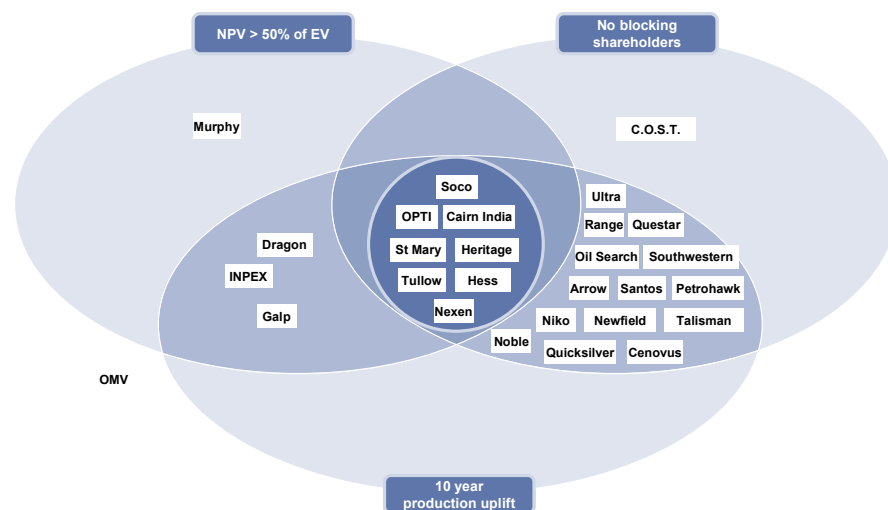 NPV > 50% of EV
No blocking
shareholders
Murphy
C.O.S.T.
Soco
Ultra
OPTI
Cairn India
Range
Questar
Dragon
St Mary
Heritage
Oil Search
Southwestern
INPEX
Tullow
Hess
Arrow
Santos
Petrohawk
Galp
Nexen
Niko
Newfield
Talisman
Noble
Quicksilver
Cenovus
OMV
10 year
production uplift